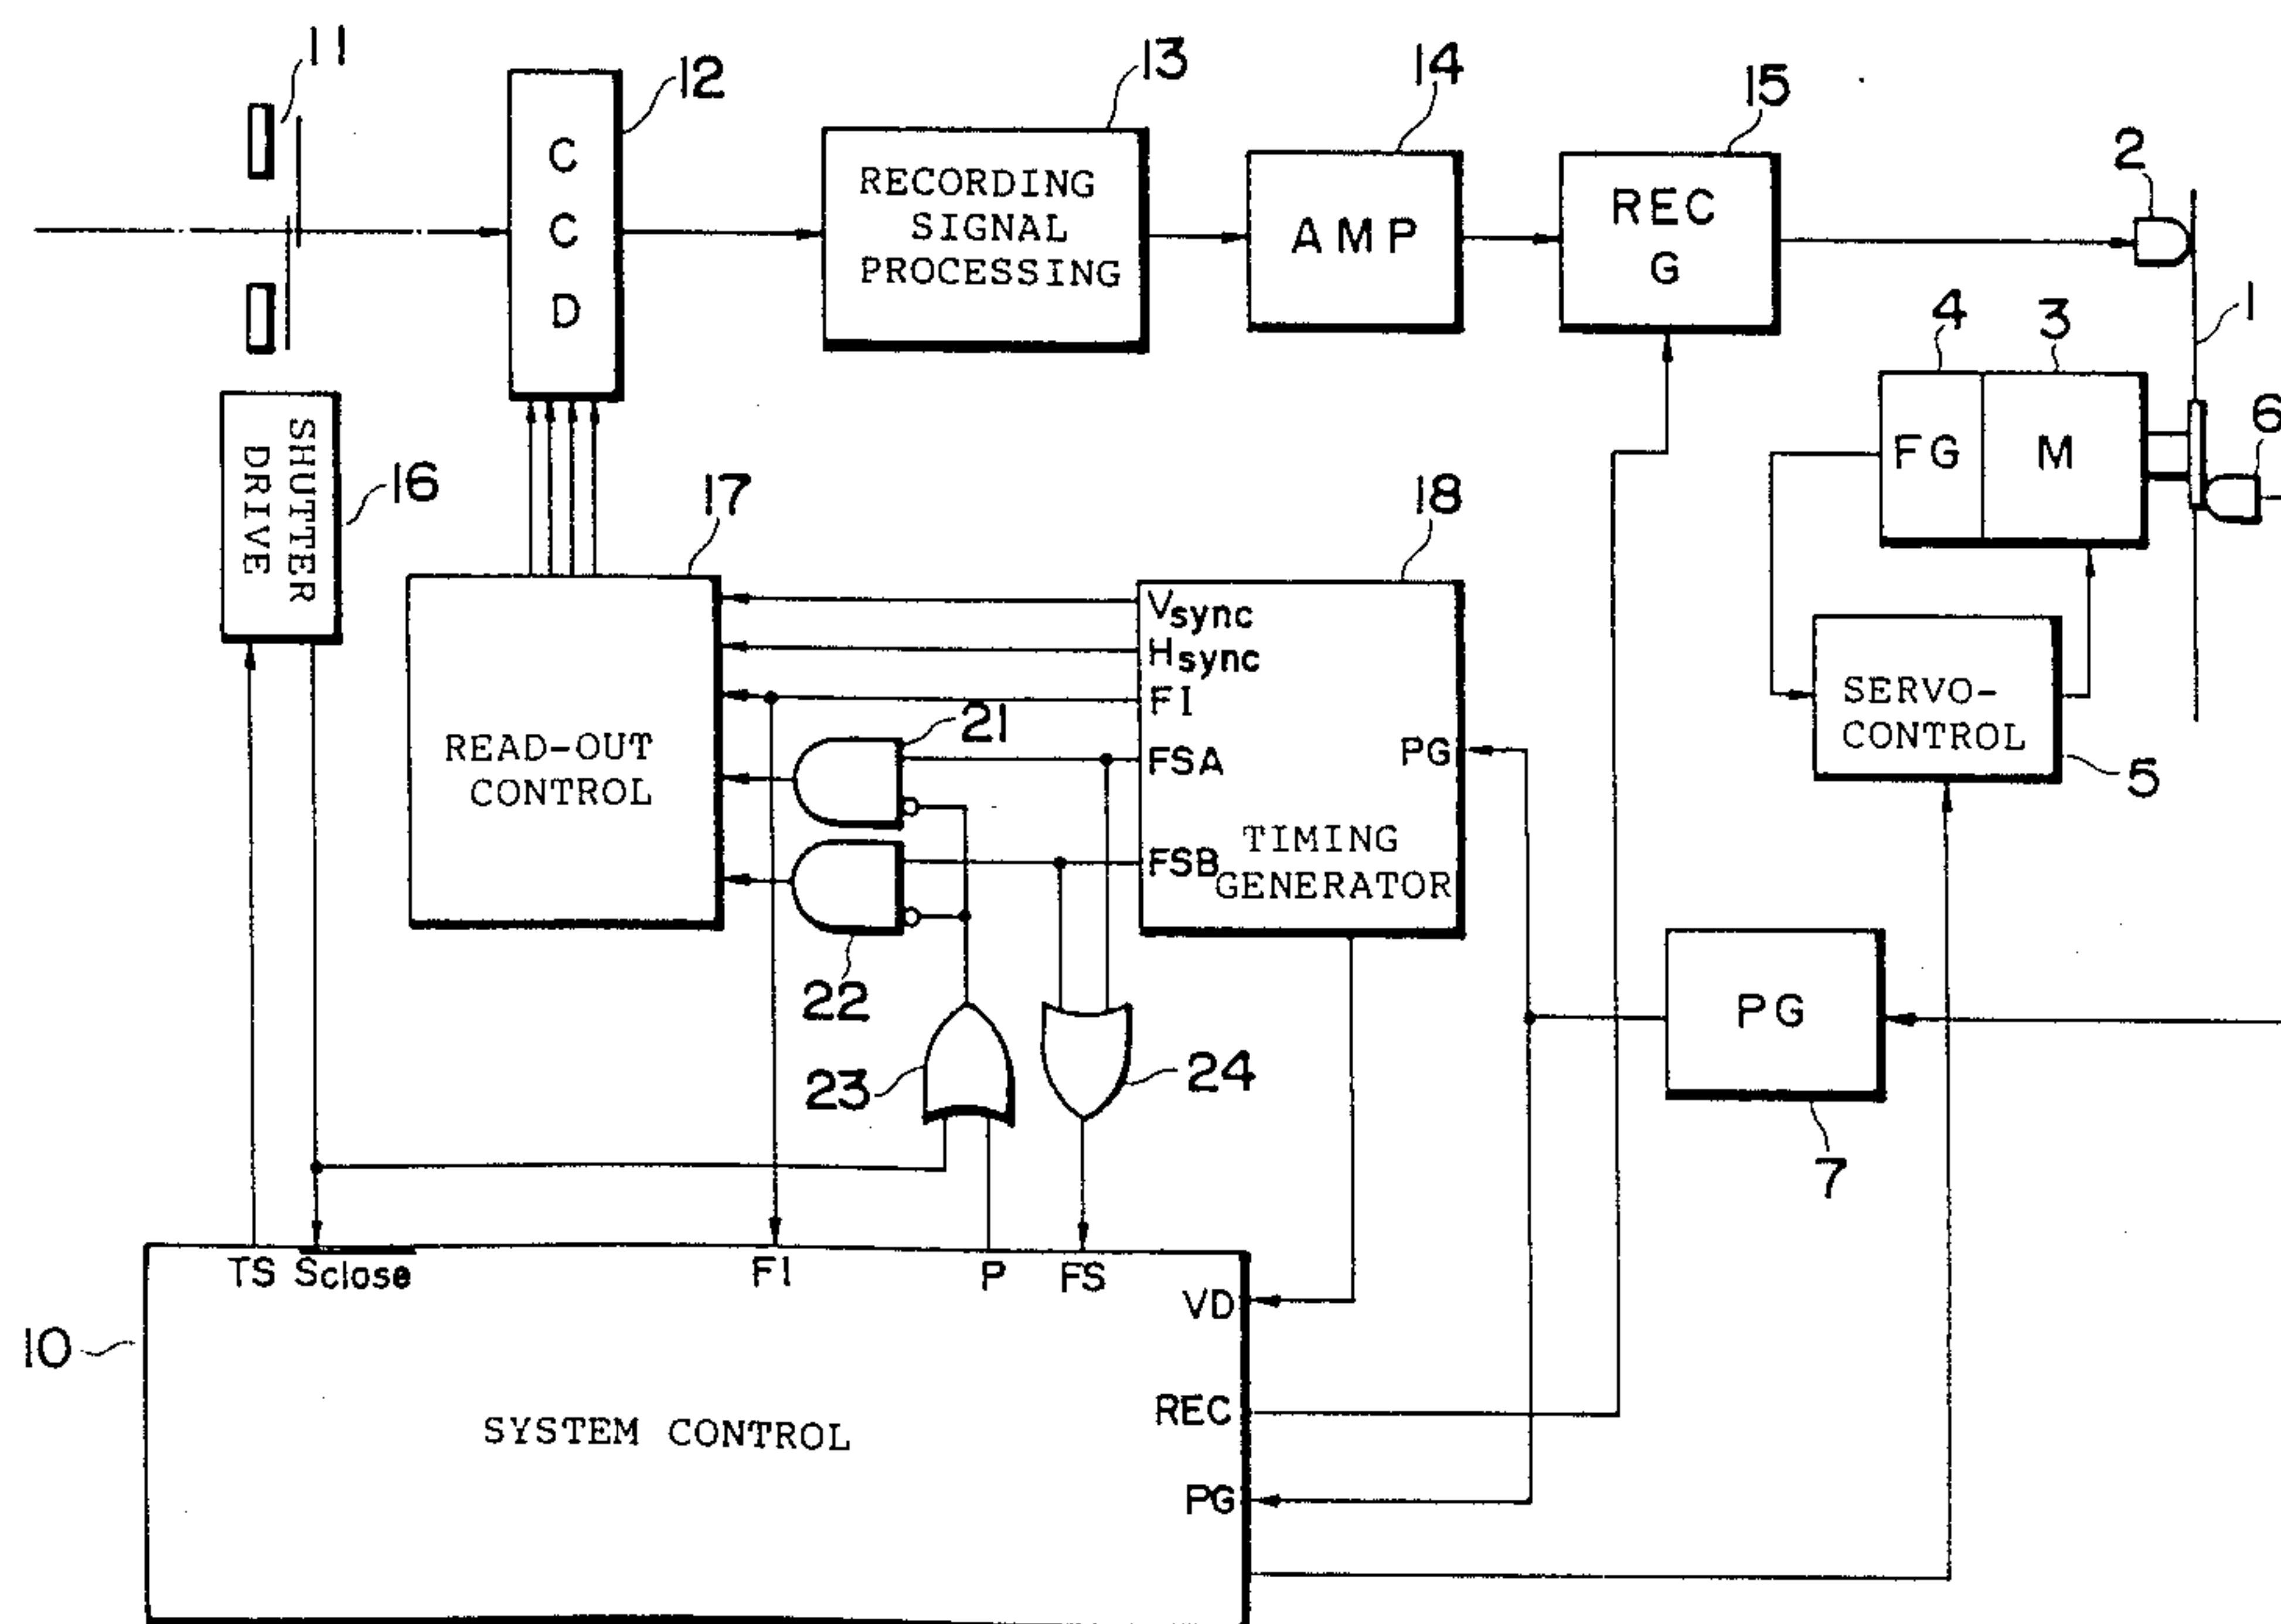 11
12
C
C
D
13
RECORDING
SIGNAL
PROCESSING
14
AMP
15
REC
G
2
1
4
3
FG
M
6
SHUTTER
DRIVE
16
17
READ-OUT
CONTROL
18
Vsync
Hsync
FI
FSA
FSB
PG
TIMING
GENERATOR
21
22
23
24
SERVO-
CONTROL
5
PG
7
TS
Sclose
FI
P
FS
VD
REC
PG
10
SYSTEM CONTROL